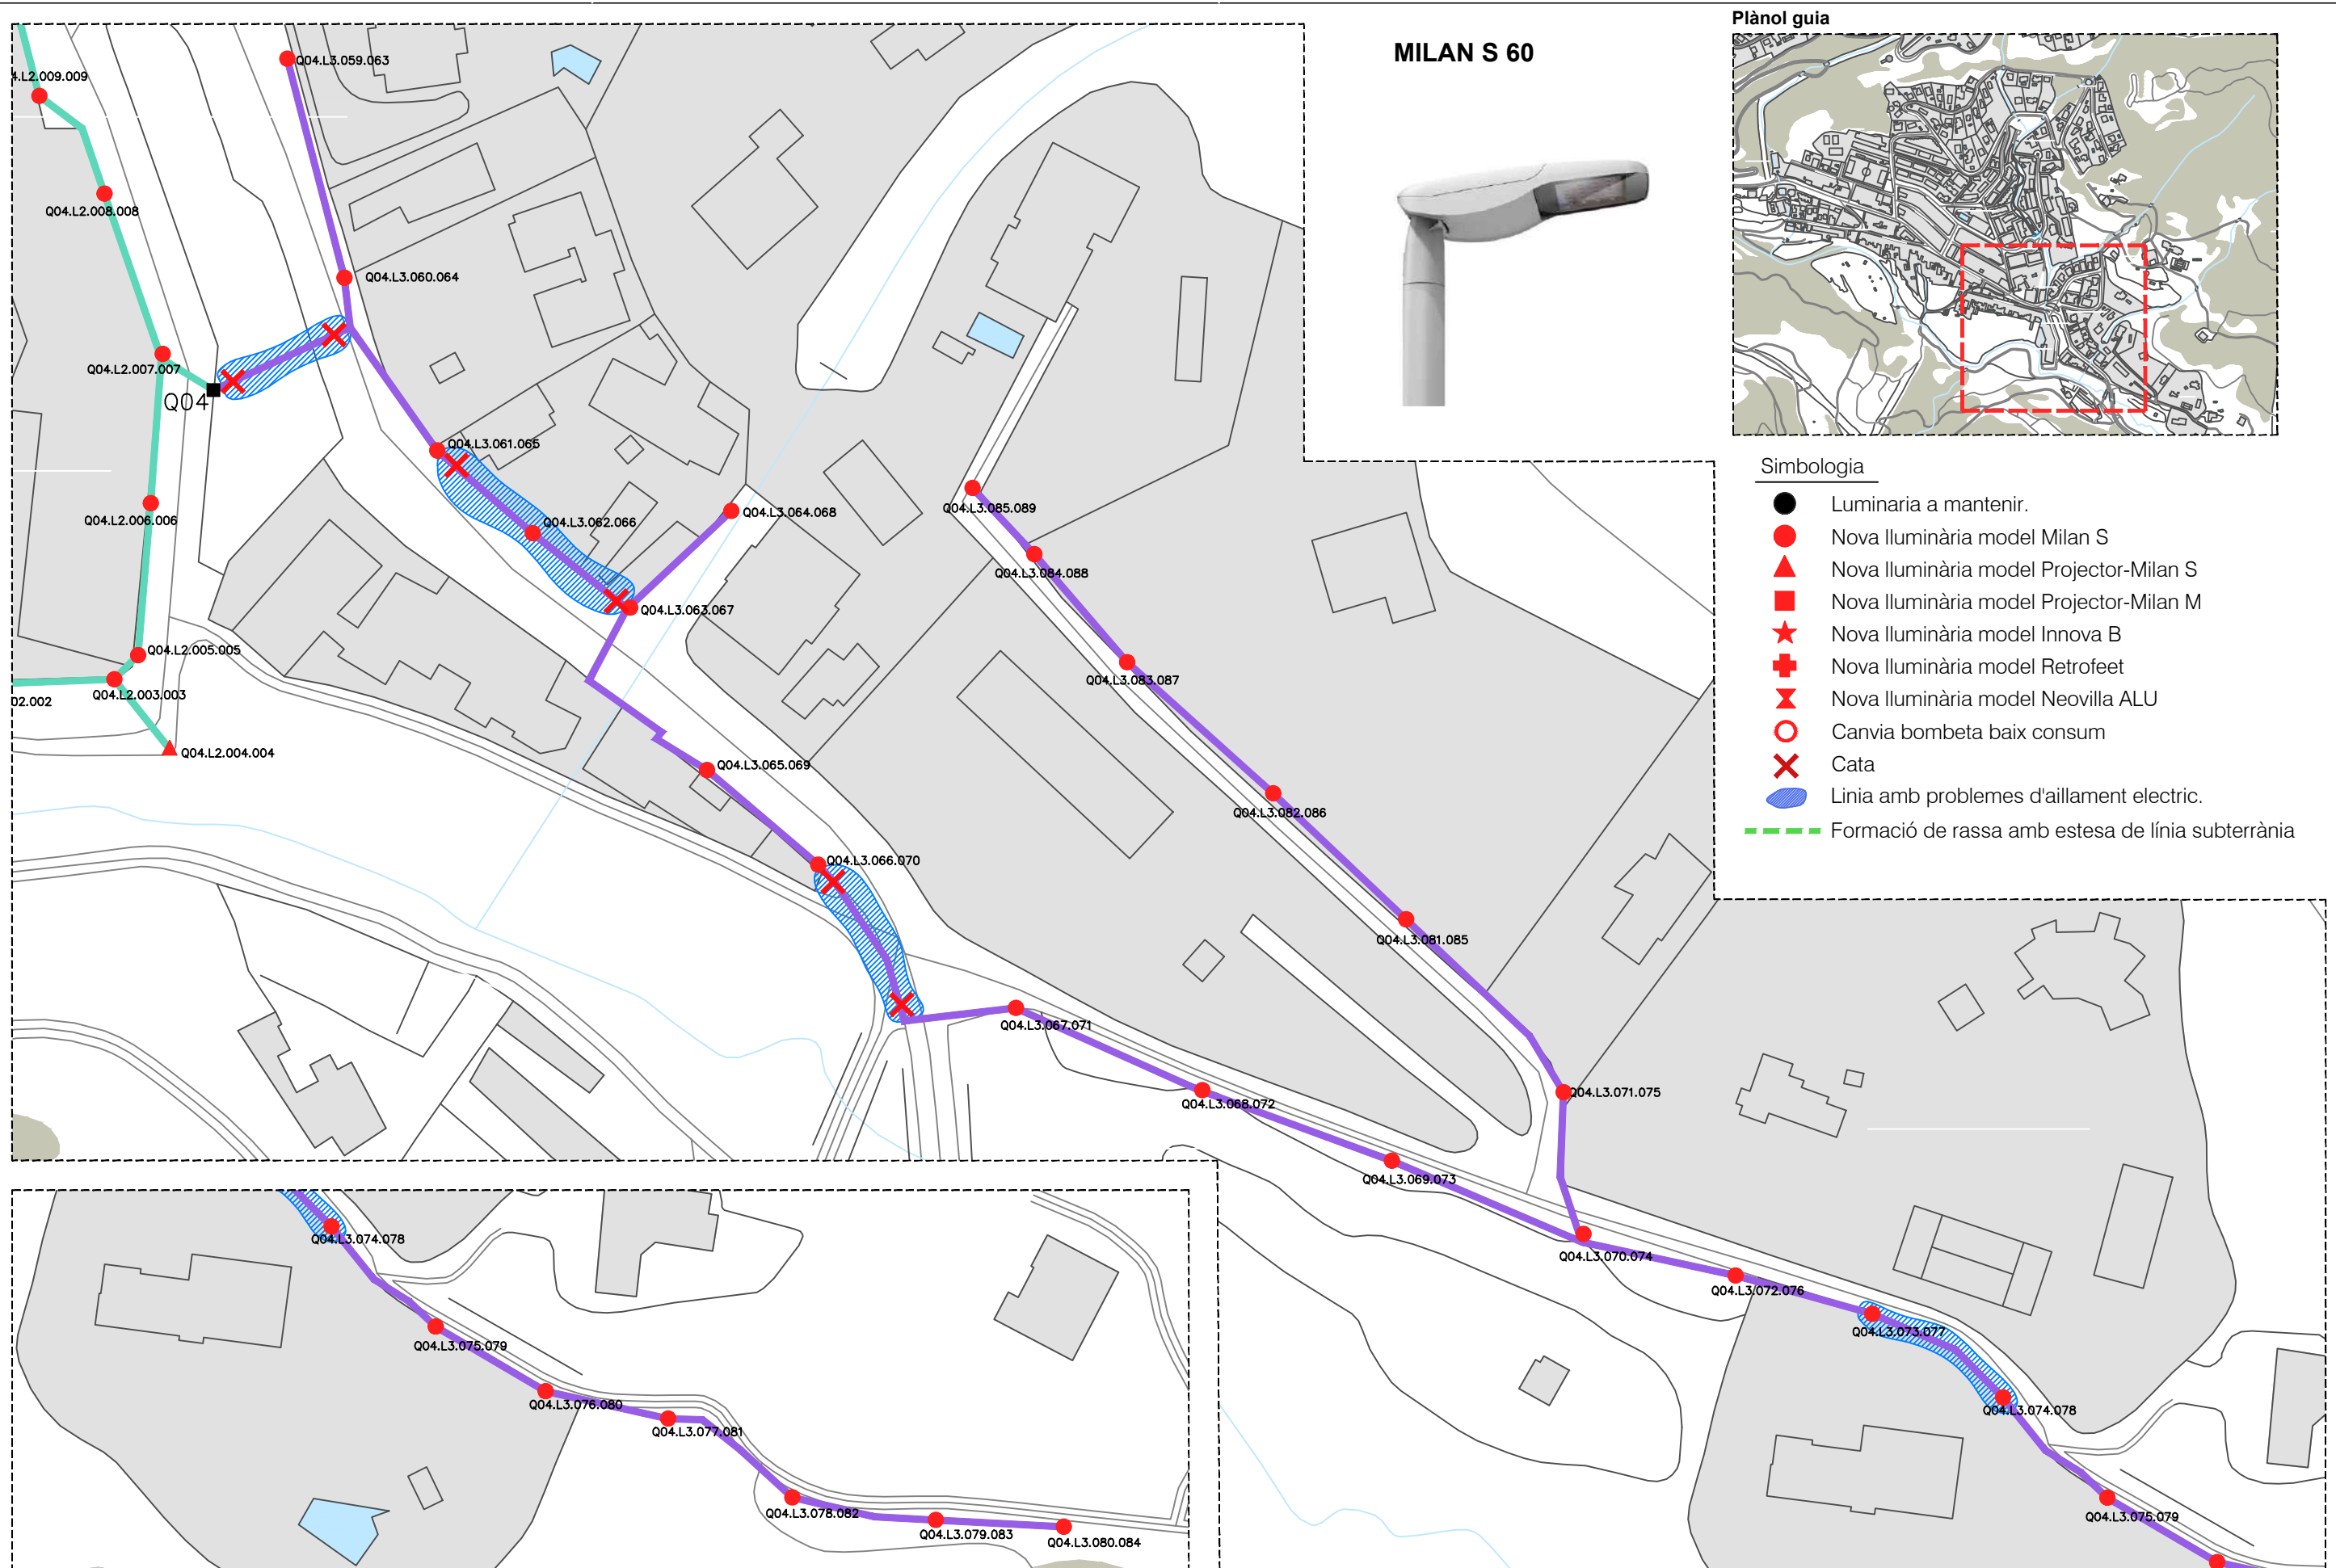 Plànol guia
MILAN S 60
Simbologia
Luminaria a mantenir.
Nova lluminària model Milan S
Nova lluminària model Projector-Milan S
Nova lluminària model Projector-Milan M
Nova lluminària model Innova B
Nova lluminària model Retrofeet
Nova lluminària model Neovilla ALU
Canvia bombeta baix consum
Cata
Linia amb problemes d'aillament electric.
Formació de rassa amb estesa de línia subterrània
Q04.L3.059.063
4.L2.009.009
Q04.L2.008.008
Q04.L3.060.064
Q04.L2.007.007
Q04
Q04.L3.061.065
Q04.L3.085.089
Q04.L3.064.068
Q04.L2.006.006
Q04.L3.062.066
Q04.L3.084.088
Q04.L3.063.067
Q04.L2.005.005
Q04.L3.083.087
Q04.L2.003.003
02.002
Q04.L2.004.004
Q04.L3.065.069
Q04.L3.082.086
Q04.L3.066.070
Q04.L3.081.085
Q04.L3.067.071
Q04.L3.071.075
Q04.L3.068.072
Q04.L3.069.073
Q04.L3.070.074
Q04.L3.072.076
Q04.L3.073.077
Q04.L3.074.078
Q04.L3.075.079
Q04.L3.074.078
Q04.L3.075.079
Q04.L3.076.080
Q04.L3.077.081
Q04.L3.078.082
Q04.L3.079.083
Q04.L3.080.084